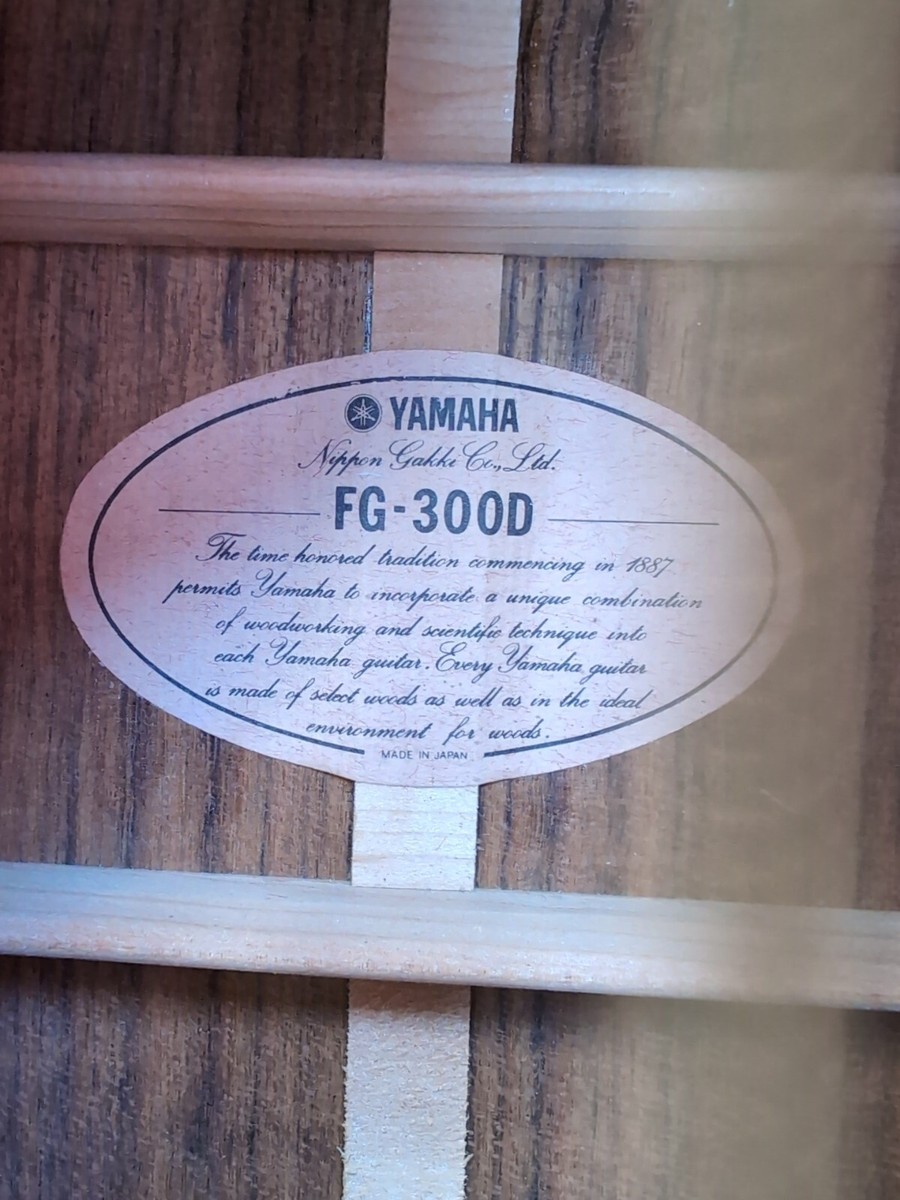 YAMAHA
Nippon Gakki Co., Ltd.
FG-300D
The time honored tradition commencing in 1887
permits Yamaha to incorporate a unique combination
of woodworking and scientific technique into
each Yamaha guitar. Every Yamaha guitar
is made of select woods as well as in the ideal
environment for woods.
MADE IN JAPAN